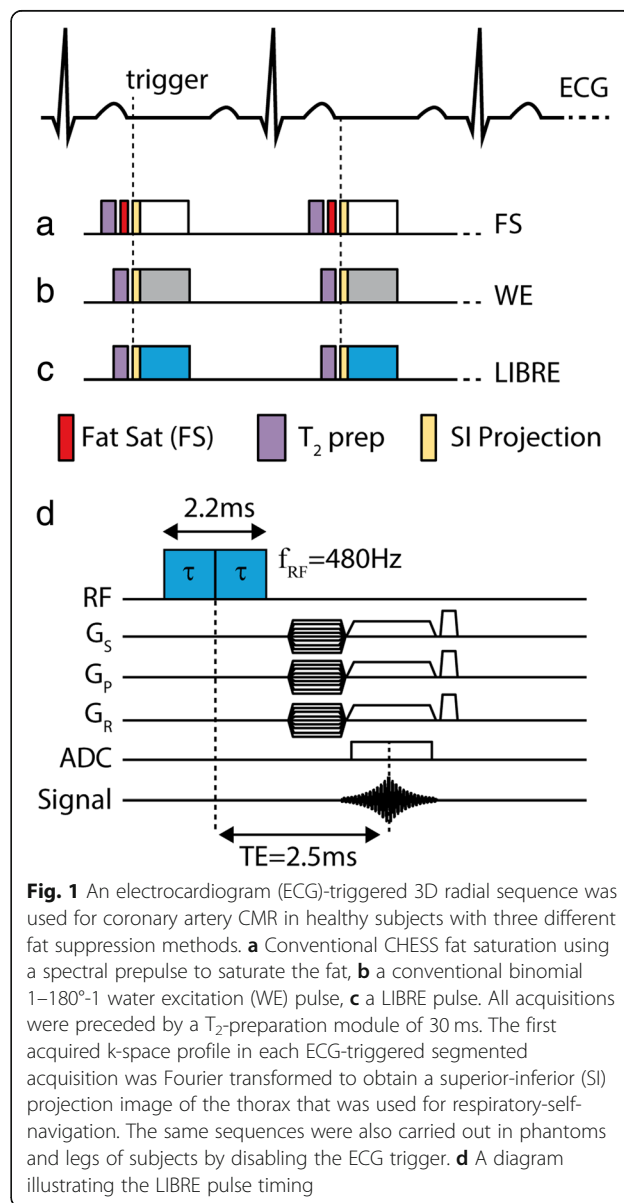 trigger
ECG
a
FS
b
WE
c
LIBRE
Fat Sat (FS)
T₂ prep
SI Projection
d
2.2ms
τ
τ
f_RF=480Hz
RF
G_S
G_P
G_R
ADC
Signal
TE=2.5ms
Fig. 1 An electrocardiogram (ECG)-triggered 3D radial sequence was
used for coronary artery CMR in healthy subjects with three different
fat suppression methods. a Conventional CHESS fat saturation using
a spectral prepulse to saturate the fat, b a conventional binomial
1–180°-1 water excitation (WE) pulse, c a LIBRE pulse. All acquisitions
were preceded by a T₂-preparation module of 30 ms. The first
acquired k-space profile in each ECG-triggered segmented
acquisition was Fourier transformed to obtain a superior-inferior (SI)
projection image of the thorax that was used for respiratory-self-
navigation. The same sequences were also carried out in phantoms
and legs of subjects by disabling the ECG trigger. d A diagram
illustrating the LIBRE pulse timing